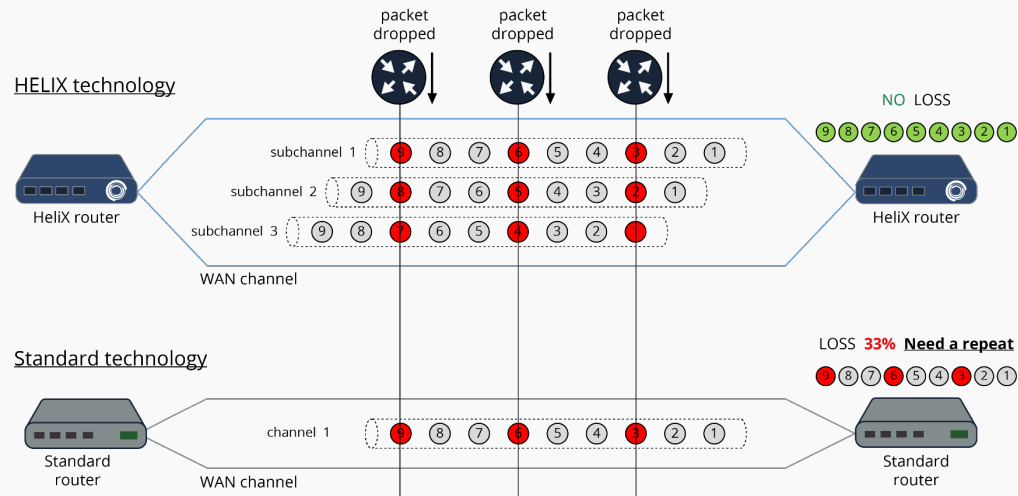 packet
dropped
packet
dropped
packet
dropped
HELIX technology
NO LOSS
9 8 7 6 5 4 3 2 1
subchannel 1
9 8 7 6 5 4 3 2 1
subchannel 2
9 8 7 6 5 4 3 2 1
subchannel 3
9 8 7 6 5 4 3 2 1
HeliX router
HeliX router
WAN channel
Standard technology
LOSS 33% Need a repeat
9 8 7 6 5 4 3 2 1
channel 1
9 8 7 6 5 4 3 2 1
Standard
router
Standard
router
WAN channel